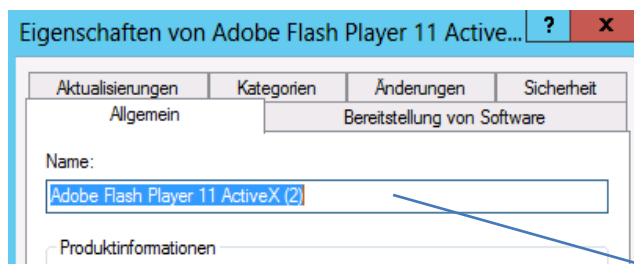 Eigenschaften von Adobe Flash Player 11 Active... ? x
Aktualisierungen Kategorien Änderungen Sicherheit
Allgemein Bereitstellung von Software
Name:
Adobe Flash Player 11 ActiveX (2)
Produktinformationen